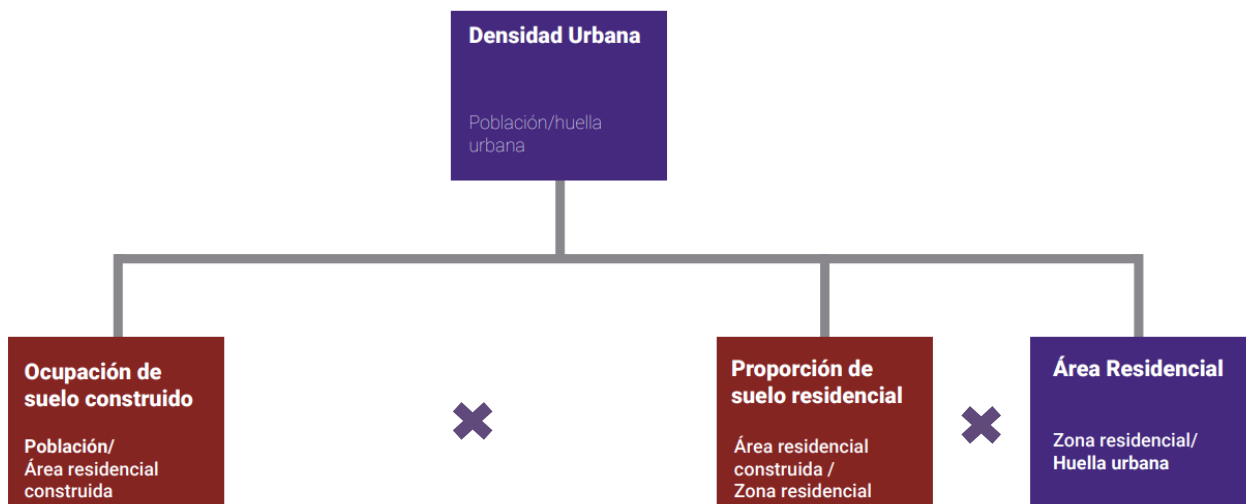 Densidad Urbana
Población/huella
urbana
Ocupación de
suelo construido
Población/
Área residencial
construida
Proporción de
suelo residencial
Área residencial
construida /
Zona residencial
Área Residencial
Zona residencial/
Huella urbana